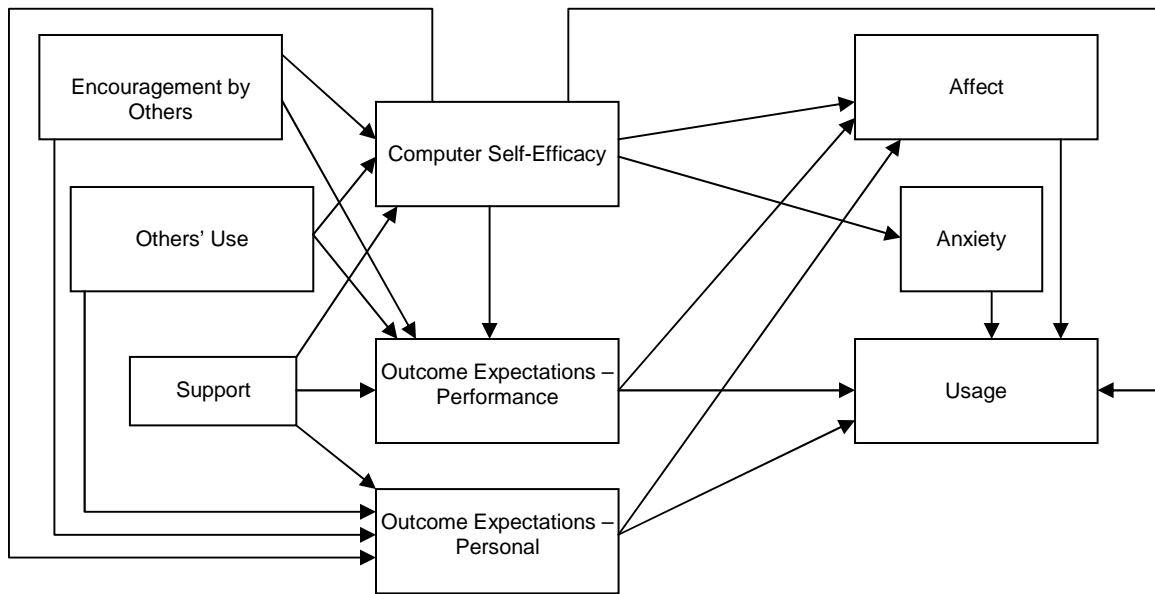 Encouragement by
Others
Affect
Computer Self-Efficacy
Others’ Use
Anxiety
Support
Outcome Expectations –
Performance
Usage
Outcome Expectations –
Personal